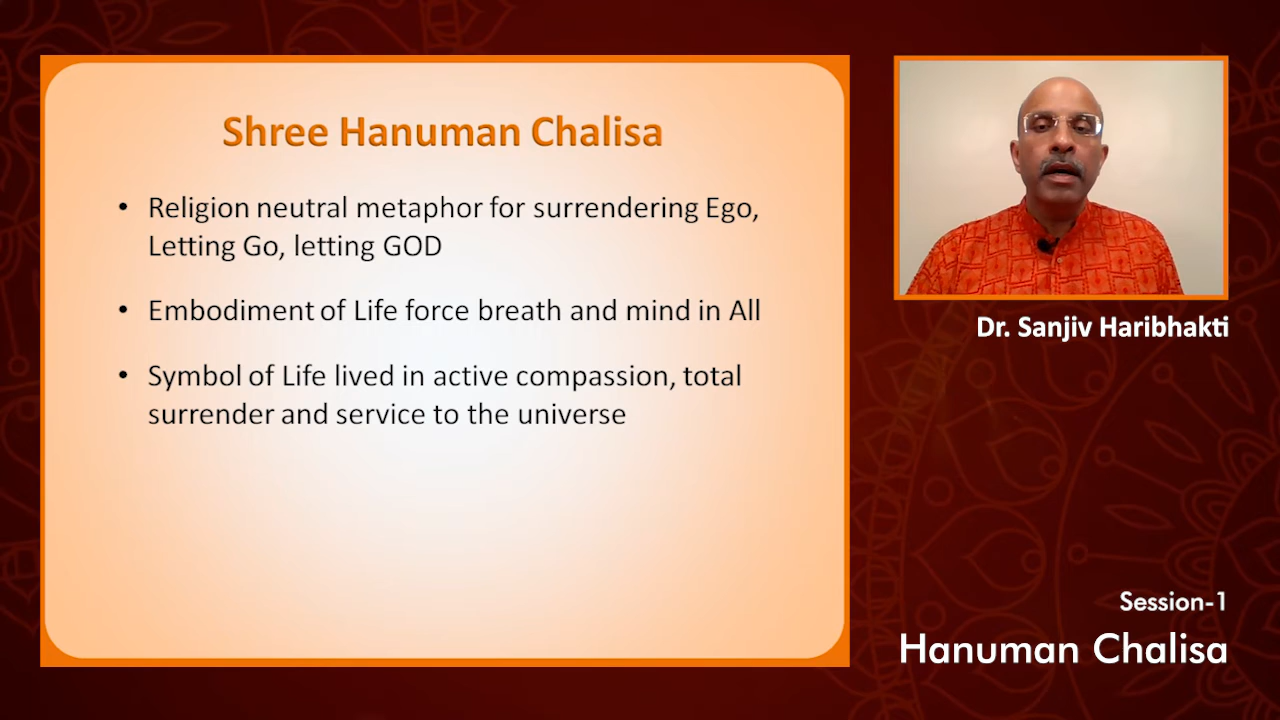 Shree Hanuman Chalisa
• Religion neutral metaphor for surrendering Ego,
Letting Go, letting GOD
• Embodiment of Life force breath and mind in All
• Symbol of Life lived in active compassion, total
surrender and service to the universe
Dr. Sanjiv Haribhakti
Session-1
Hanuman Chalisa